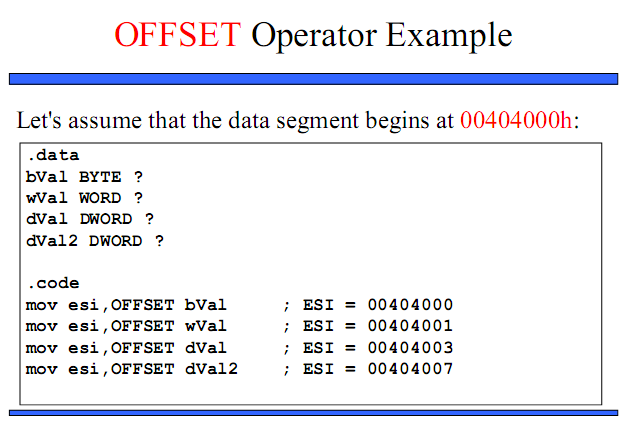 OFFSET Operator Example
Let's assume that the data segment begins at 00404000h:
.data
bVal BYTE ?
wVal WORD ?
dVal DWORD ?
dVal2 DWORD ?
.code
mov esi,OFFSET bVal ; ESI = 00404000
mov esi,OFFSET wVal ; ESI = 00404001
mov esi,OFFSET dVal ; ESI = 00404003
mov esi,OFFSET dVal2 ; ESI = 00404007